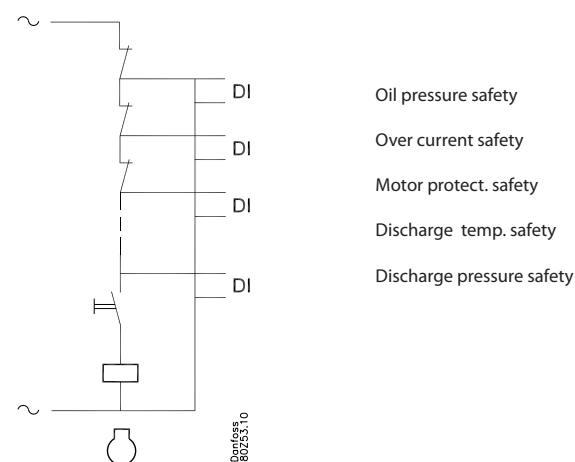 DI
Oil pressure safety
DI
Over current safety
DI
Motor protect. safety
Discharge temp. safety
DI
Discharge pressure safety
Danfoss
80Z53.10